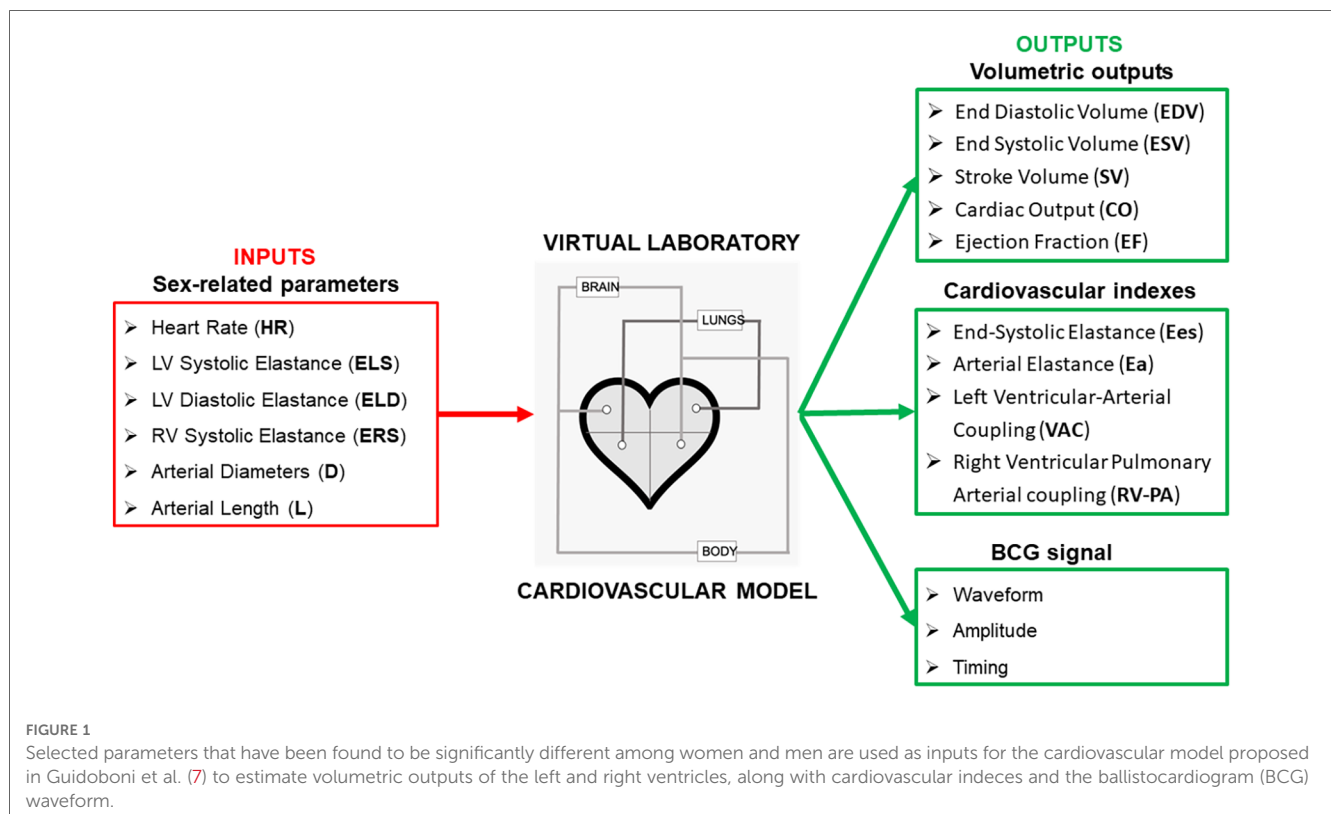 INPUTS
Sex-related parameters
➢ Heart Rate (HR)
➢ LV Systolic Elastance (ELS)
➢ LV Diastolic Elastance (ELD)
➢ RV Systolic Elastance (ERS)
➢ Arterial Diameters (D)
➢ Arterial Length (L)
VIRTUAL LABORATORY
BRAIN
LUNGS
BODY
CARDIOVASCULAR MODEL
OUTPUTS
Volumetric outputs
➢ End Diastolic Volume (EDV)
➢ End Systolic Volume (ESV)
➢ Stroke Volume (SV)
➢ Cardiac Output (CO)
➢ Ejection Fraction (EF)
Cardiovascular indexes
➢ End-Systolic Elastance (Ees)
➢ Arterial Elastance (Ea)
➢ Left Ventricular-Arterial
Coupling (VAC)
➢ Right Ventricular Pulmonary
Arterial coupling (RV-PA)
BCG signal
➢ Waveform
➢ Amplitude
➢ Timing
FIGURE 1
Selected parameters that have been found to be significantly different among women and men are used as inputs for the cardiovascular model proposed
in Guidoboni et al. (7) to estimate volumetric outputs of the left and right ventricles, along with cardiovascular indeces and the ballistocardiogram (BCG)
waveform.